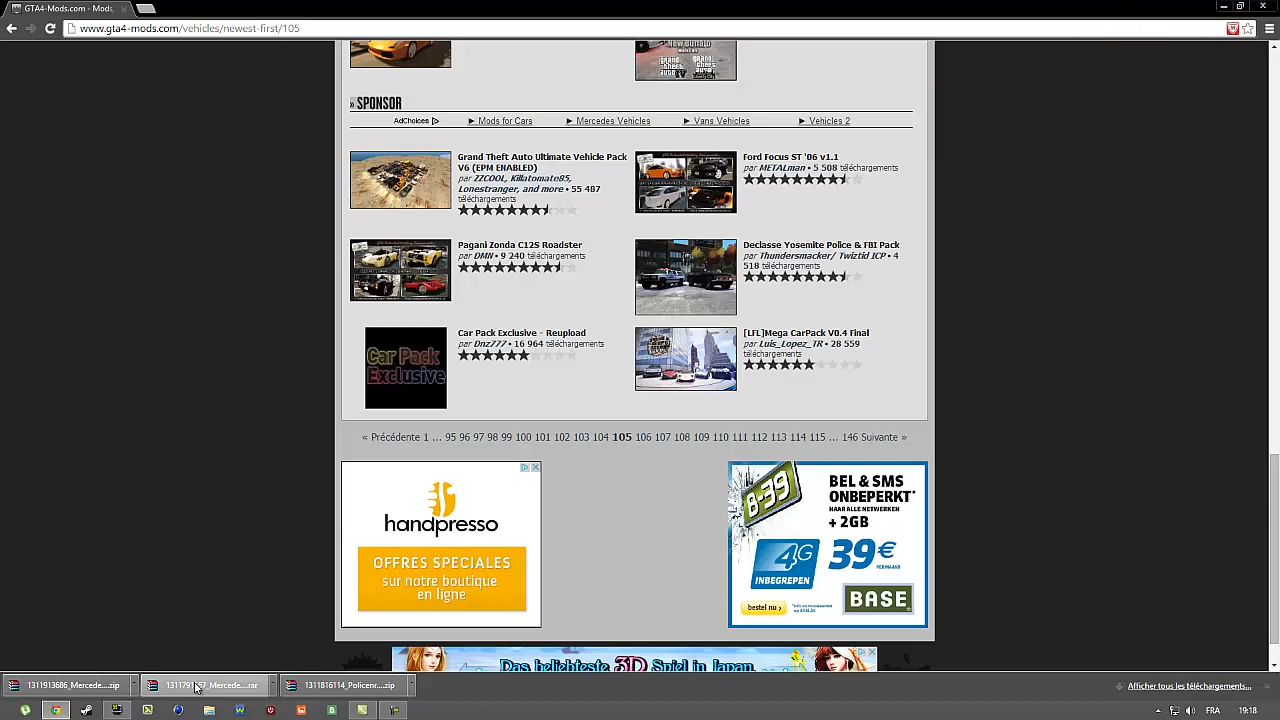 GTA4-Mods.com - Mods
www.gta4-mods.com/vehicles/newest-first/105
» SPONSOR
AdChoices
► Mods for Cars
► Mercedes Vehicles
► Vans Vehicles
► Vehicles 2
Grand Theft Auto Ultimate Vehicle Pack
V6 (EPM ENABLED)
par ZZCOOL, Killatomate85,
Lonestranger, and more • 55 487
téléchargements
Ford Focus ST '06 v1.1
par METALman • 5 508 téléchargements
Pagani Zonda C12S Roadster
par DMN • 9 240 téléchargements
Declasse Yosemite Police & FBI Pack
par Thundersmacker/ Twiztid ICP • 4
518 téléchargements
Car Pack
Exclusive
Car Pack Exclusive - Reupload
par Dnz777 • 16 964 téléchargements
[LFL]Mega CarPack V0.4 Final
par Luis_Lopez_TR • 28 559
téléchargements
« Précédente 1 ... 95 96 97 98 99 100 101 102 103 104 105 106 107 108 109 110 111 112 113 114 115 ... 146 Suivante »
handpresso
OFFRES SPECIALES
sur notre boutique
en ligne
B-39
BEL & SMS
ONBEPERKT*
HAAR ALLE NETWERKEN
+ 2GB
4G
INBEGREPEN
39€
PER MAAND
bestel nu ›
BASE
Das beliebteste 3D Spiel in Japan.
1311913686_Mercede....zip
1311816114_Policenr....zip
Afficher tous les téléchargements...
FRA
19:18